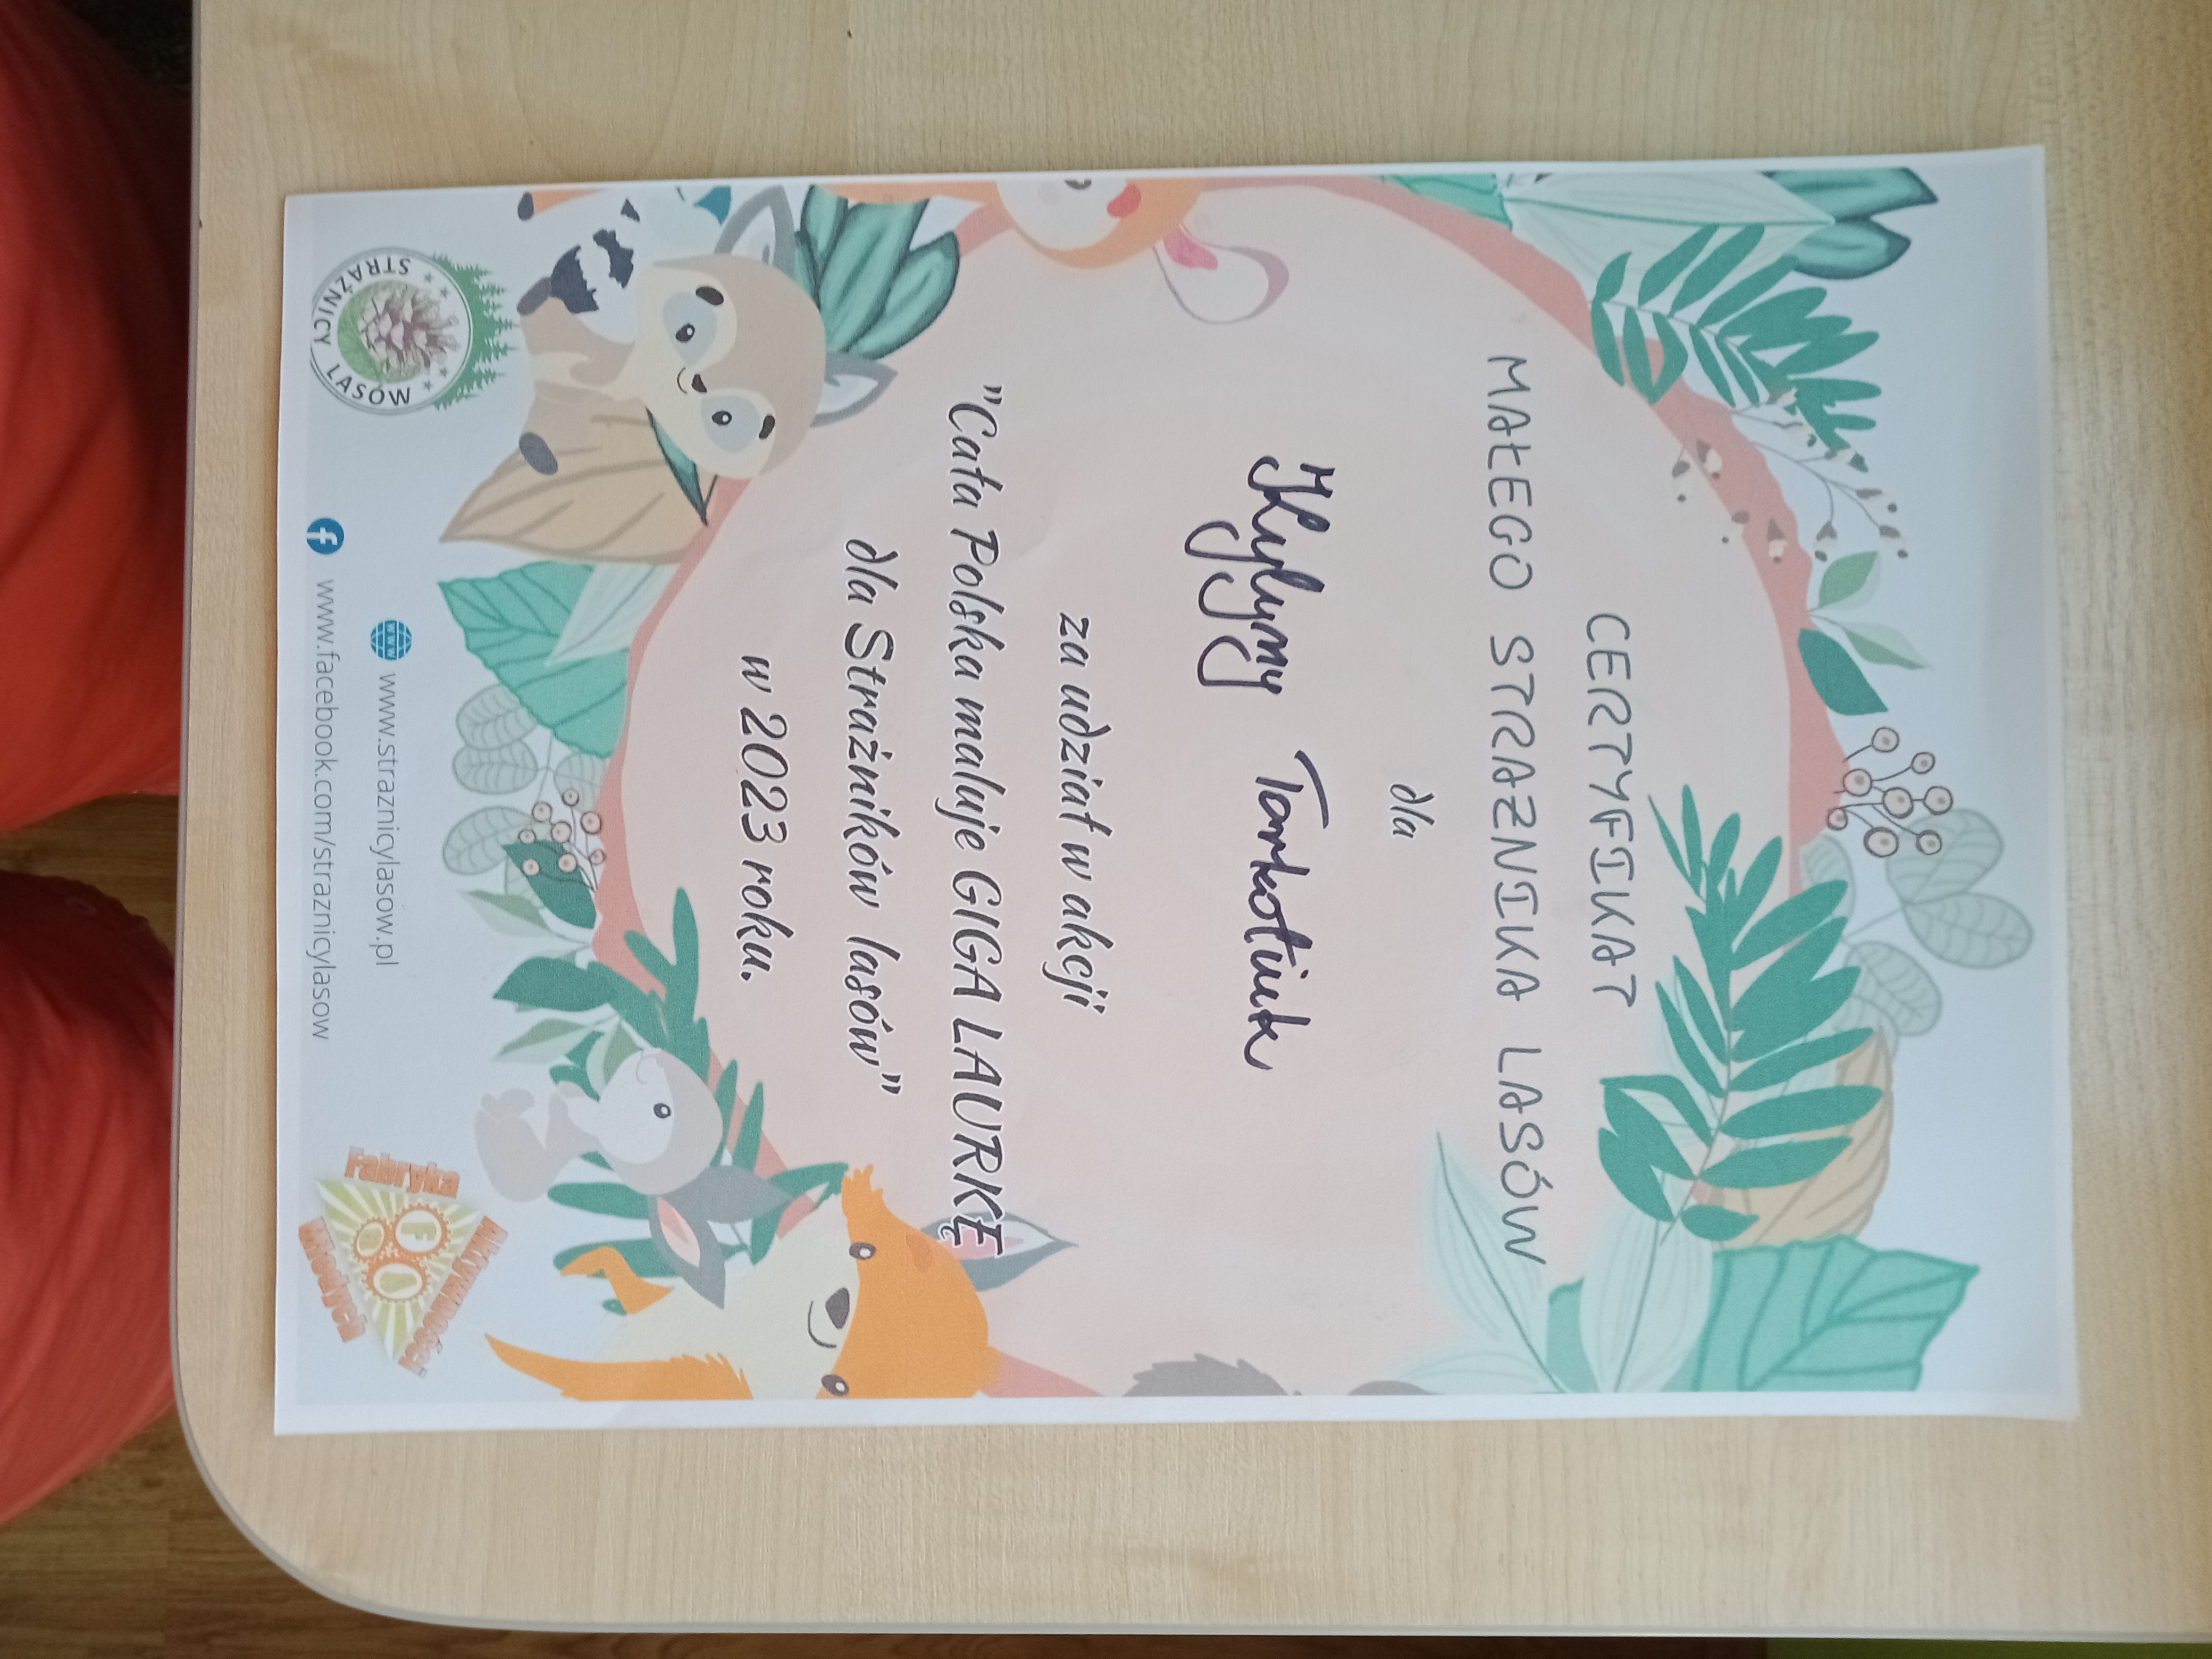 CERTYFIKAT
MAŁEGO STRAŻNIKA LASÓW
dla
Kylyny Tarkotiuk
za udział w akcji
"Cała Polska maluje GIGA LAURKĘ
dla Strażników lasów"
w 2023 roku.
STRAŻNICY LASÓW
www.straznicylasow.pl
www.facebook.com/straznicylasow
Fabryka
Aktywności
Młodych